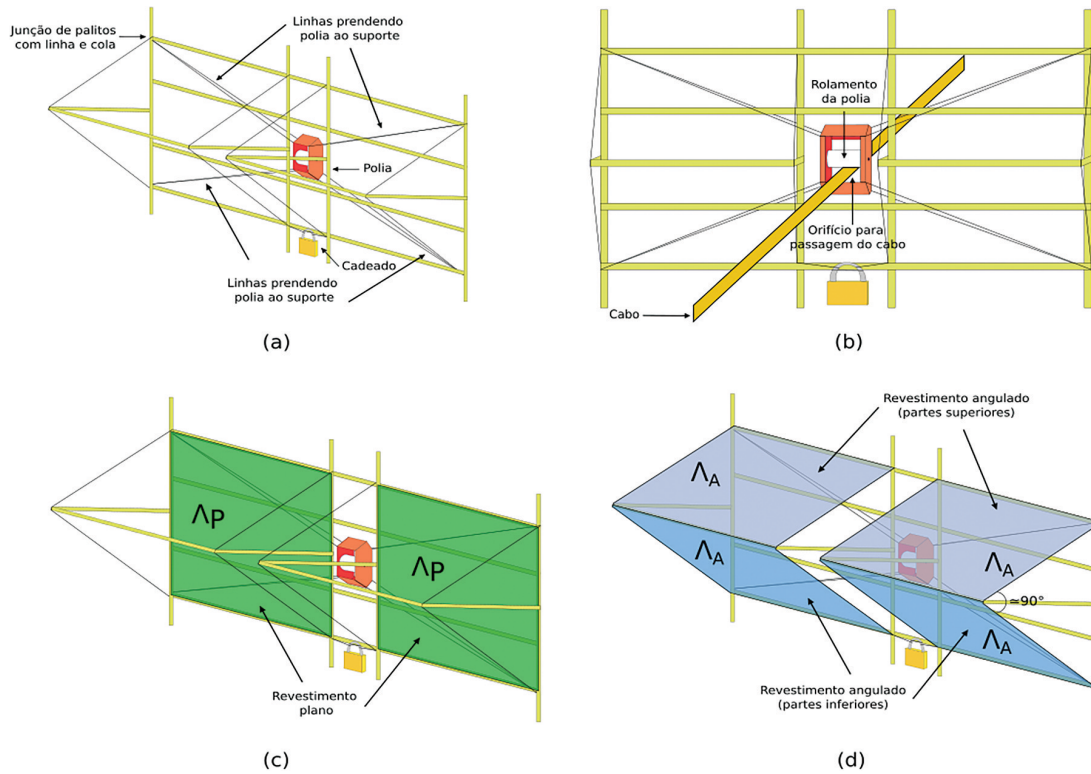 Junção de palitos
com linha e cola
Linhas prendendo
polia ao suporte
Polia
Cadeado
Linhas prendendo
polia ao suporte
(a)
Rolamento
da polia
Orifício para
passagem do cabo
Cabo
(b)
ΛP
ΛP
Revestimento
plano
(c)
Revestimento angulado
(partes superiores)
ΛA
ΛA
ΛA
≃90°
ΛA
Revestimento angulado
(partes inferiores)
(d)